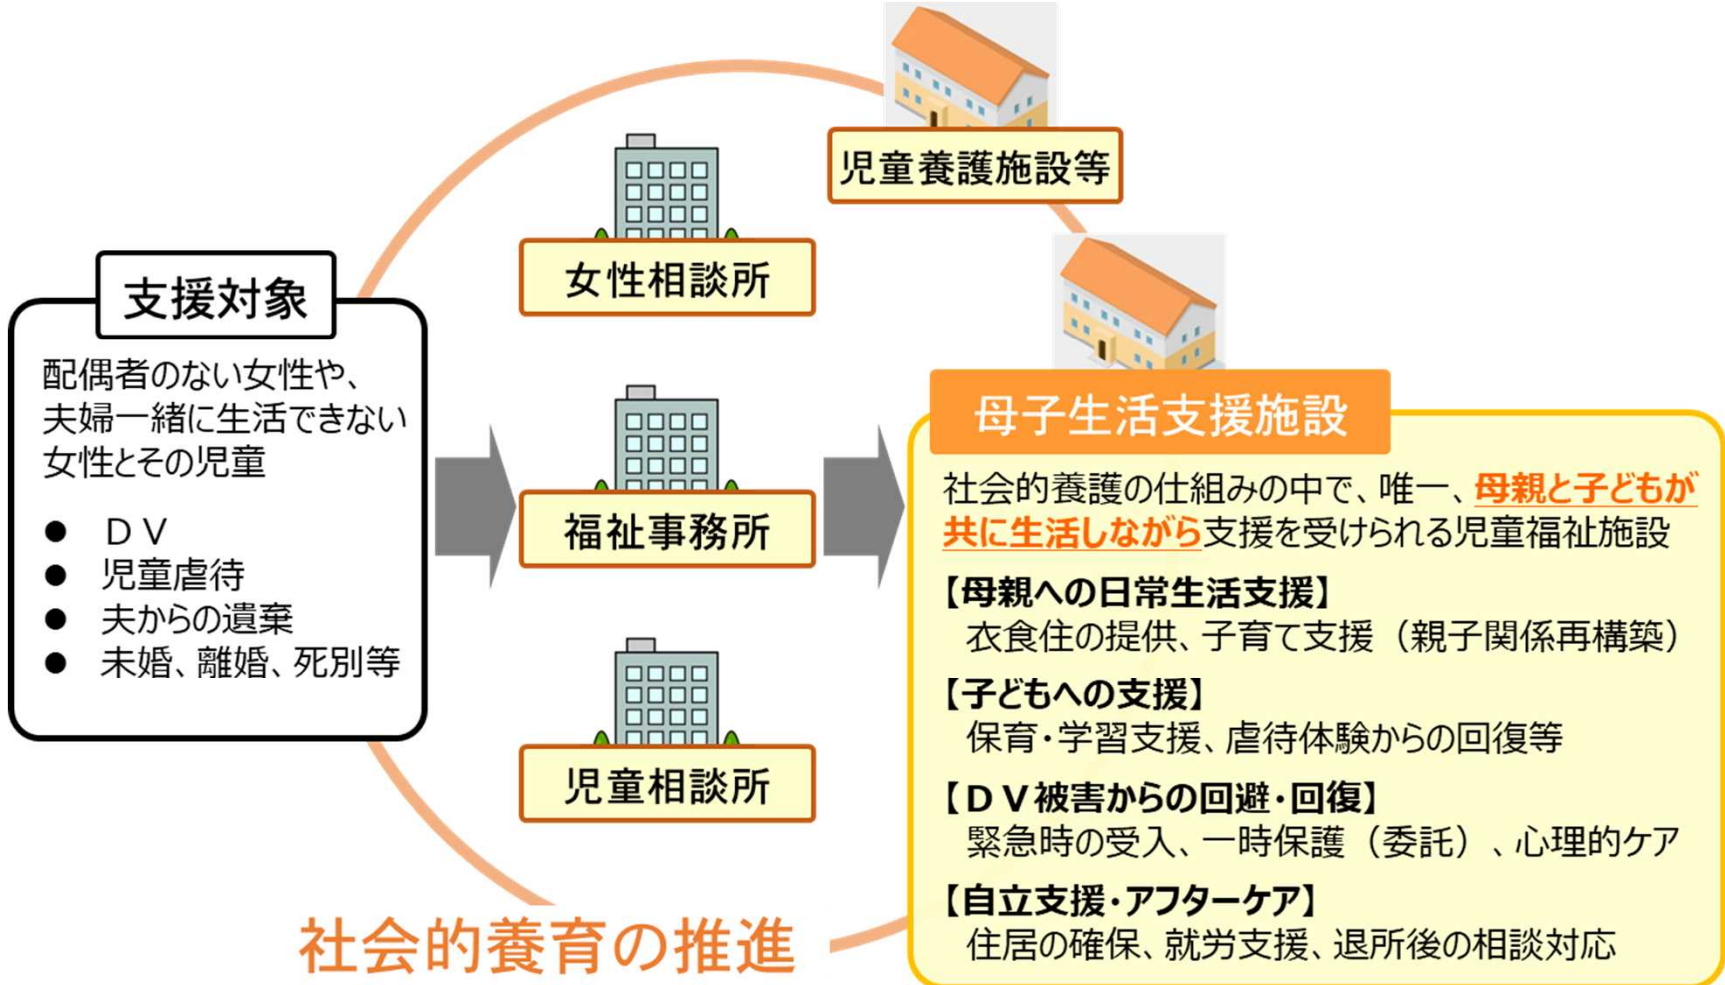 児童養護施設等
女性相談所
支援対象
配偶者のない女性や、
夫婦一緒に生活できない
女性とその児童
● ＤＶ
● 児童虐待
● 夫からの遺棄
● 未婚、離婚、死別等
福祉事務所
児童相談所
母子生活支援施設
社会的養護の仕組みの中で、唯一、母親と子どもが
共に生活しながら支援を受けられる児童福祉施設
【母親への日常生活支援】
衣食住の提供、子育て支援（親子関係再構築）
【子どもへの支援】
保育・学習支援、虐待体験からの回復等
【ＤＶ被害からの回避・回復】
緊急時の受入、一時保護（委託）、心理的ケア
【自立支援・アフターケア】
住居の確保、就労支援、退所後の相談対応
社会的養育の推進